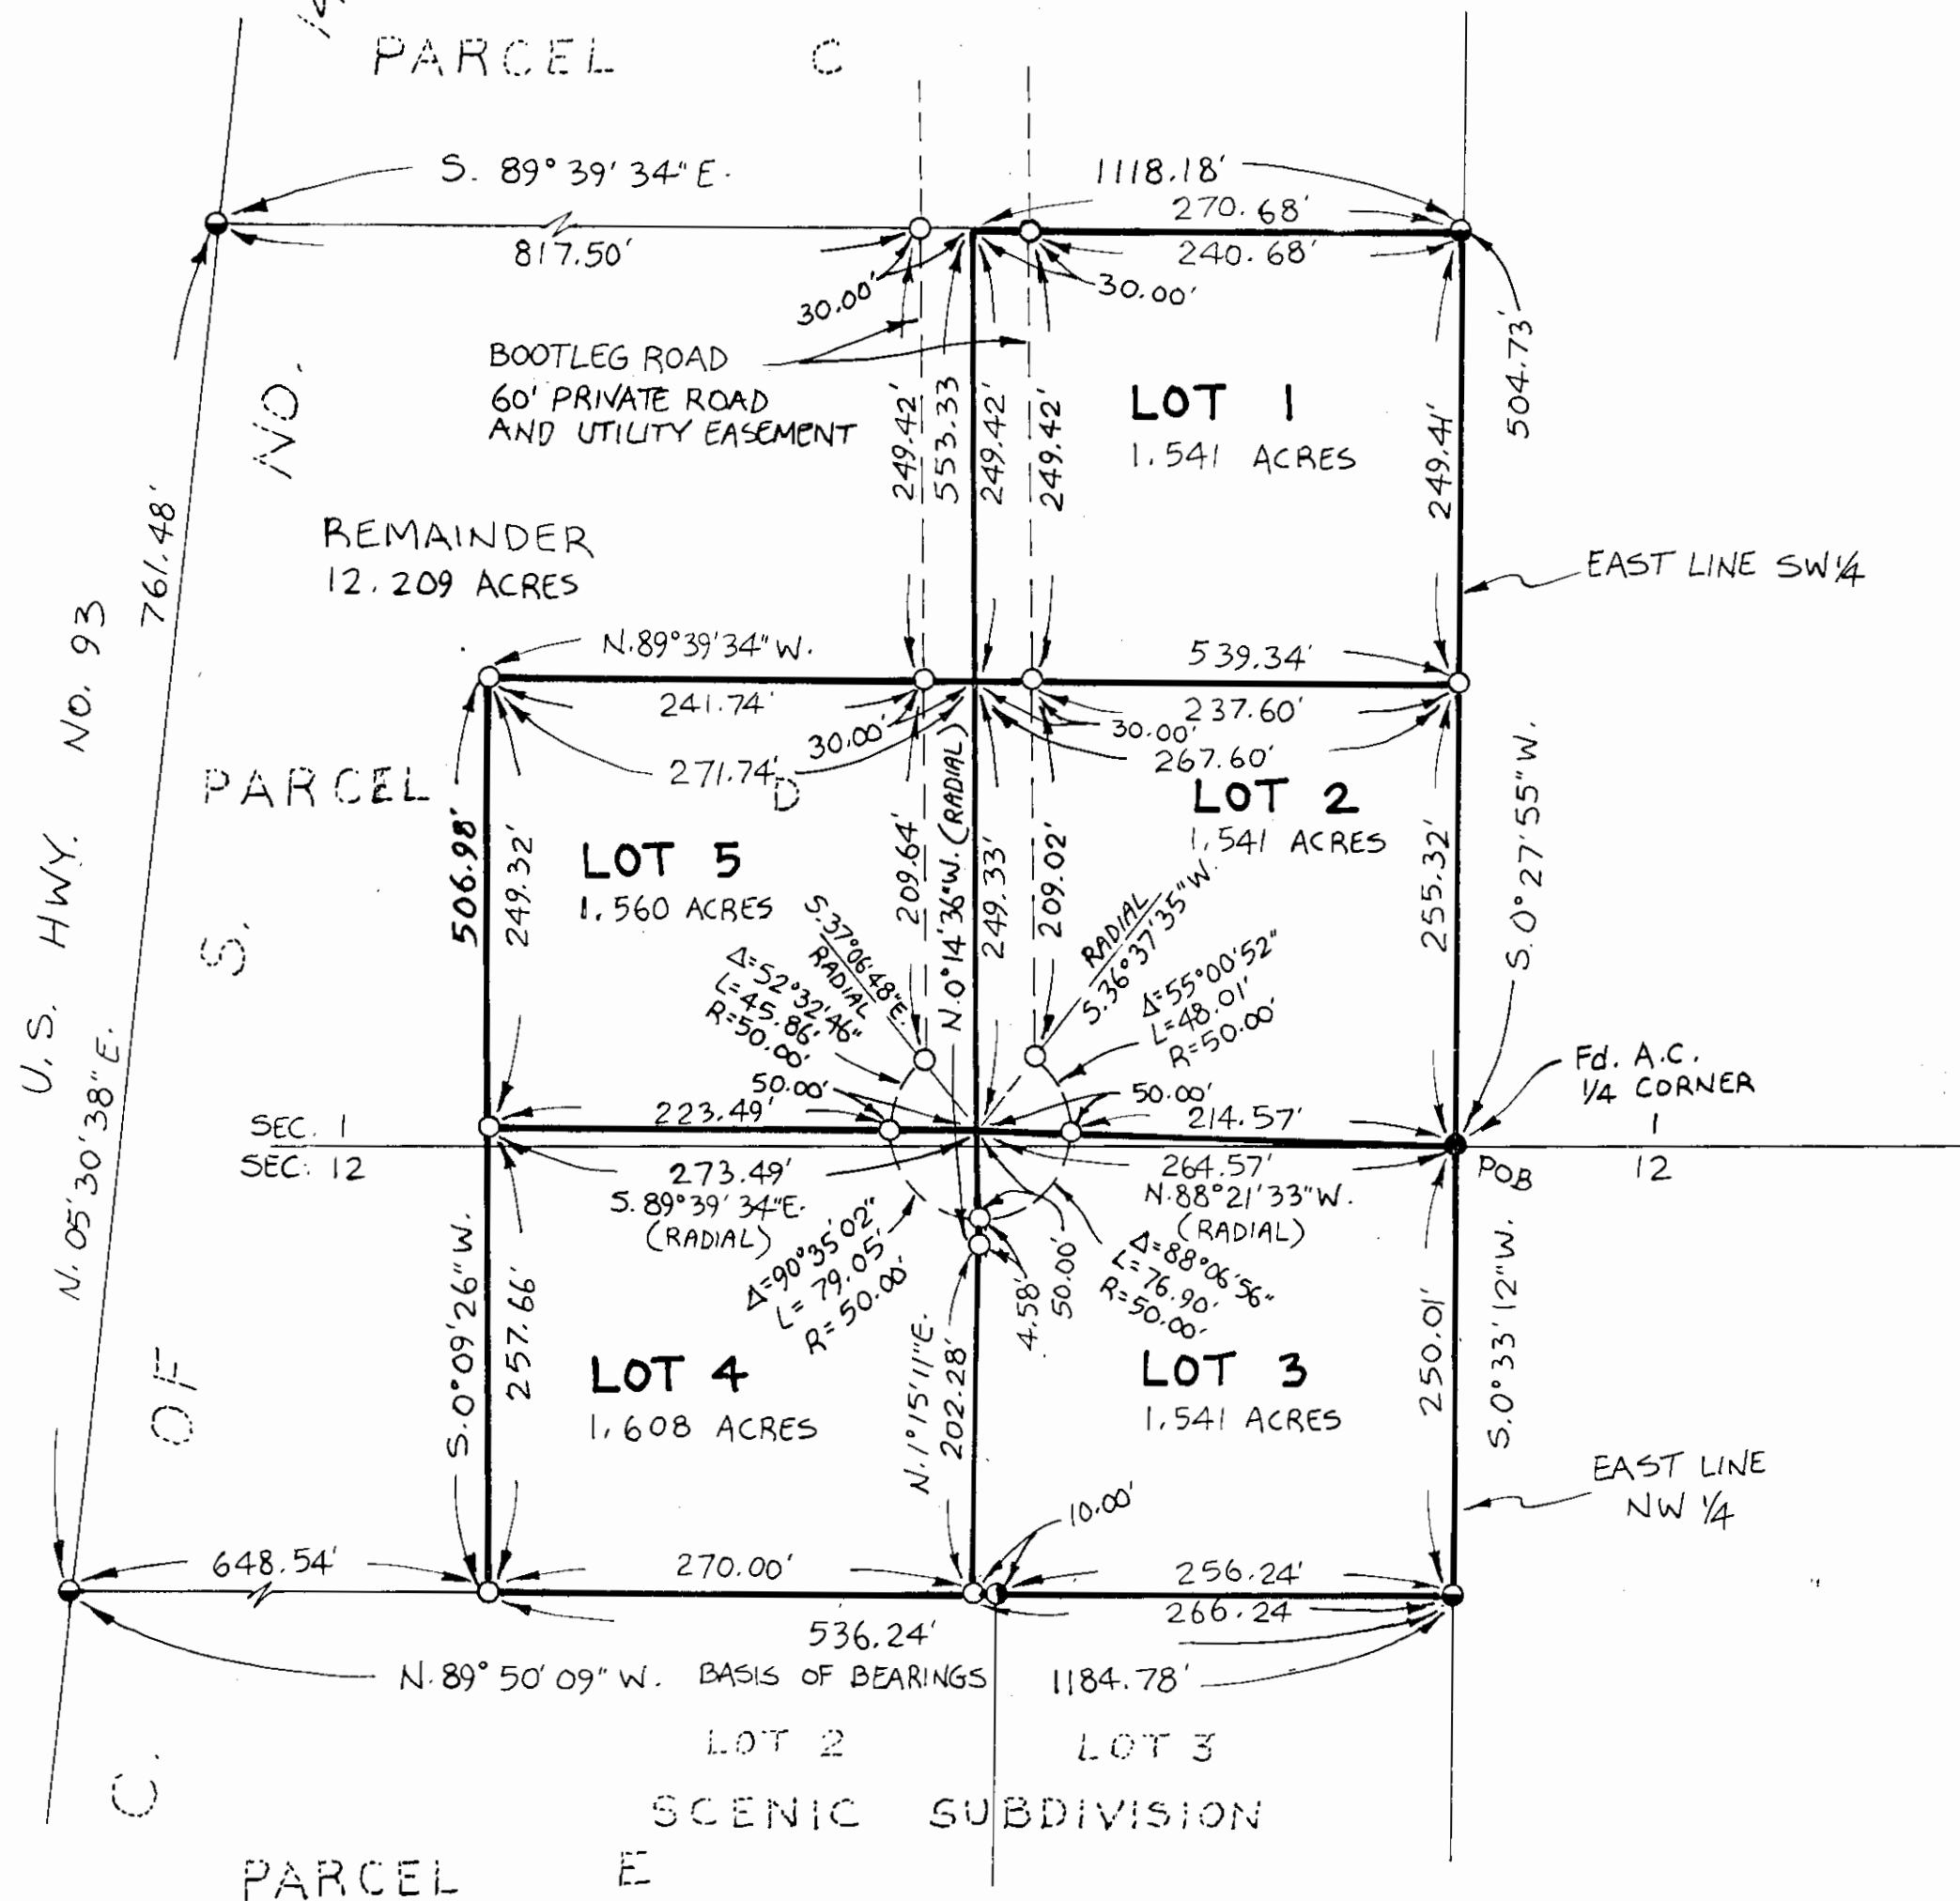 PARCEL C
S. 89° 39' 34" E.
1118.18'
270.68'
817.50'
240.68'
30.00'
30.00'
BOOTLEG ROAD
60' PRIVATE ROAD
AND UTILITY EASEMENT
249.42'
553.33
249.42'
249.42'
LOT 1
1.541 ACRES
249.41'
504.73'
NO.
761.48'
REMAINDER
12.209 ACRES
EAST LINE SW 1/4
N.89°39'34"W.
539.34'
241.74'
237.60'
30.00'
30.00'
271.74'
267.60'
U.S. HWY. No. 93
PARCEL D
LOT 2
1.541 ACRES
506.98'
249.32'
LOT 5
1.560 ACRES
209.64'
N.0°14'36"W. (RADIAL)
249.33'
209.02'
255.32'
S.0°27'55"W.
S.
S.37°06'48"E.
RADIAL
Δ=52°32'46"
L=45.86'
R=50.00'
RADIAL
S.36°37'35"W.
Δ=55°00'52"
L=48.01'
R=50.00'
N.05°30'38"E.
Fd. A.C.
1/4 CORNER
50.00'
50.00'
223.49'
214.57'
SEC. 1
1
SEC. 12
12
POB
273.49'
S.89°39'34"E.
(RADIAL)
264.57'
N.88°21'33"W.
(RADIAL)
Δ=90°35'02"
L=79.05'
R=50.00'
4.58'
50.00'
Δ=88°06'56"
L=76.90'
R=50.00'
S.0°09'26"W.
257.66'
N.1°15'11"E.
202.28'
250.01'
S.0°33'12"W.
OF
LOT 4
1.608 ACRES
LOT 3
1.541 ACRES
EAST LINE
NW 1/4
10.00'
648.54'
270.00'
256.24'
266.24
536.24'
N.89°50'09"W. BASIS OF BEARINGS
1184.78'
LOT 2
LOT 3
C.
SCENIC SUBDIVISION
PARCEL E